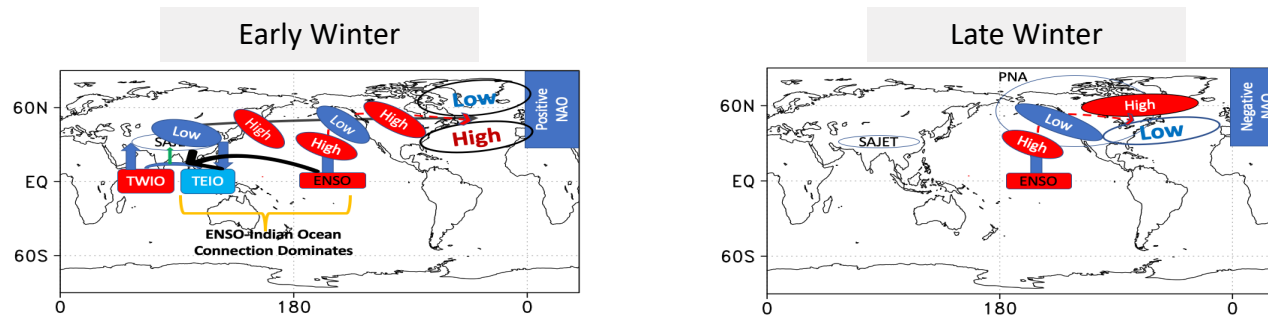 Early Winter
60N
EQ
60S
0
180
0
Low
SA
High
Low
High
High
Low
High
TWIO
TEIO
ENSO
ENSO-Indian Ocean
Connection Dominates
Positive
NAO
Late Winter
PNA
60N
EQ
60S
0
180
0
SAJET
High
Low
High
Low
ENSO
Negative
NAO